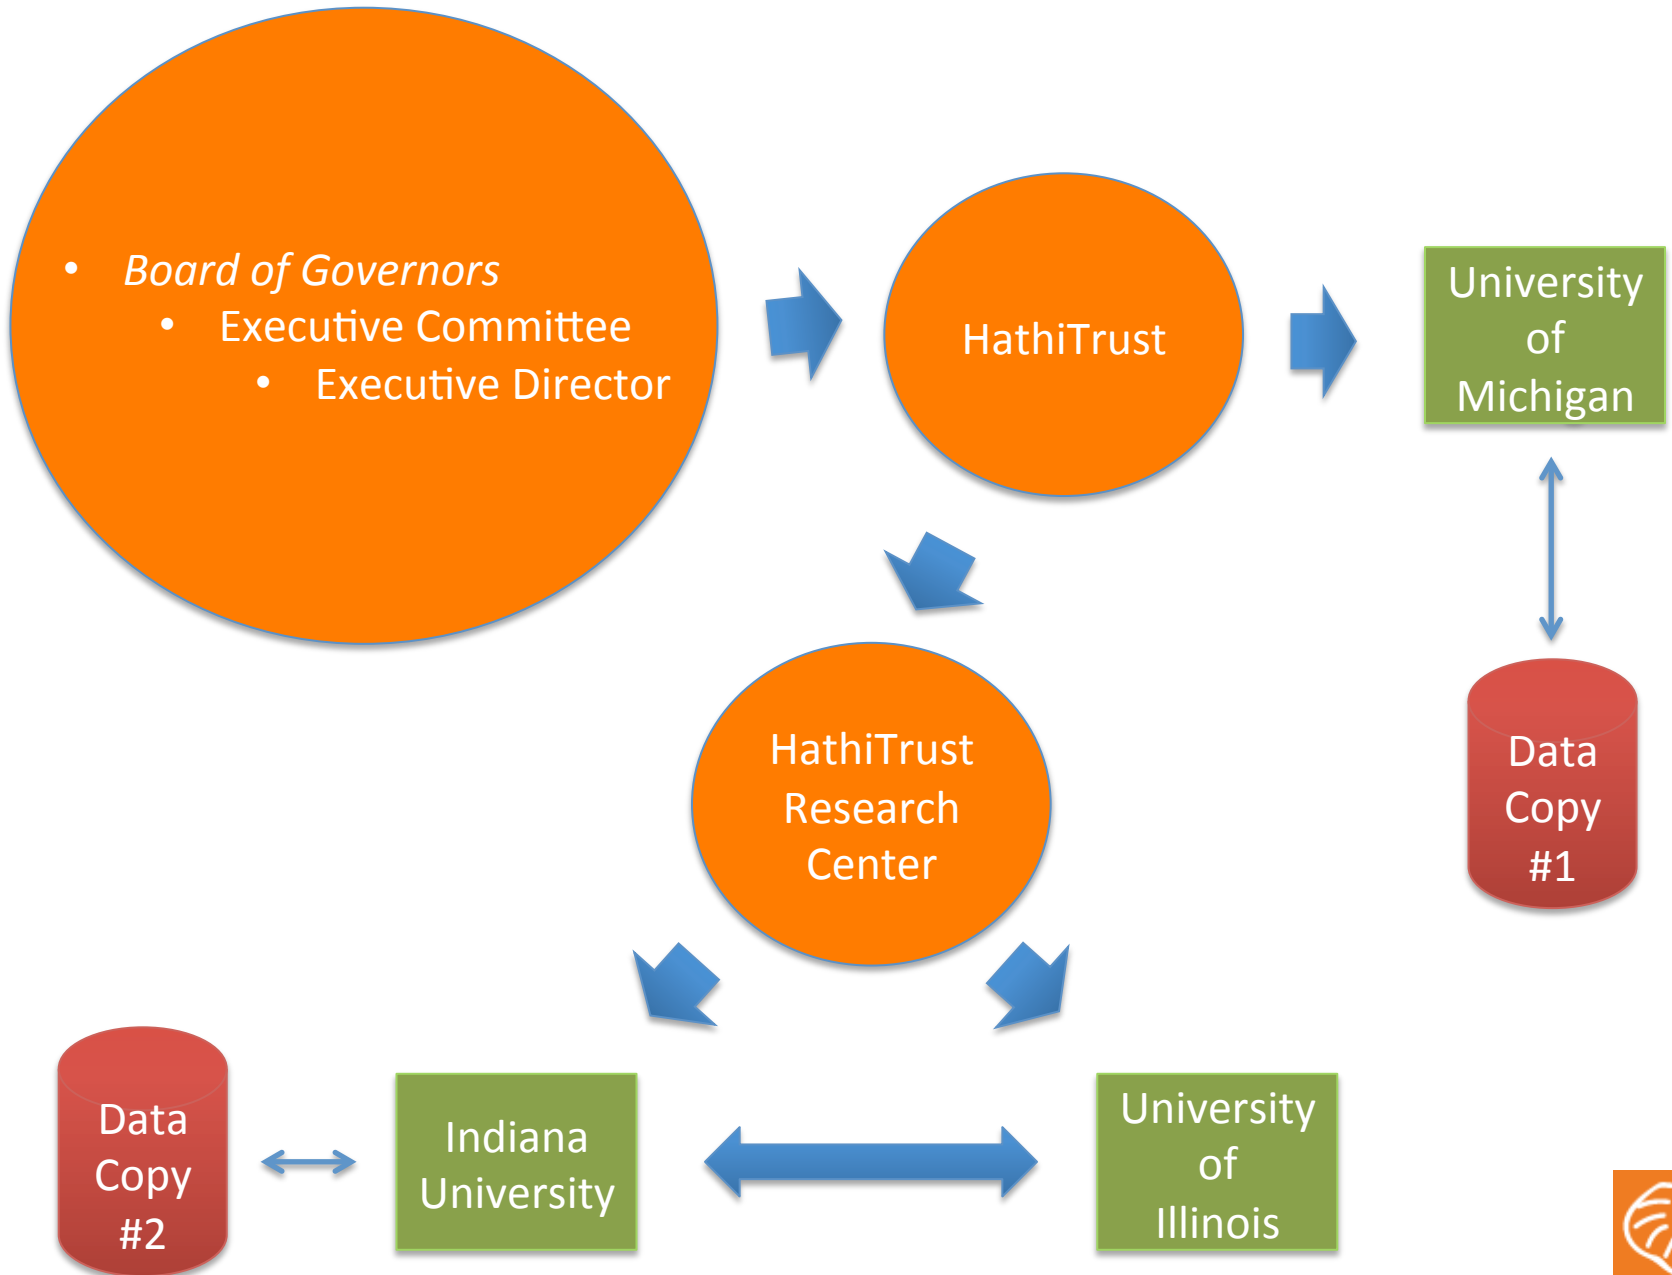 • Board of Governors
• Executive Committee
• Executive Director
HathiTrust
University
of
Michigan
HathiTrust
Research
Center
Data
Copy
#1
Data
Copy
#2
Indiana
University
University
of
Illinois